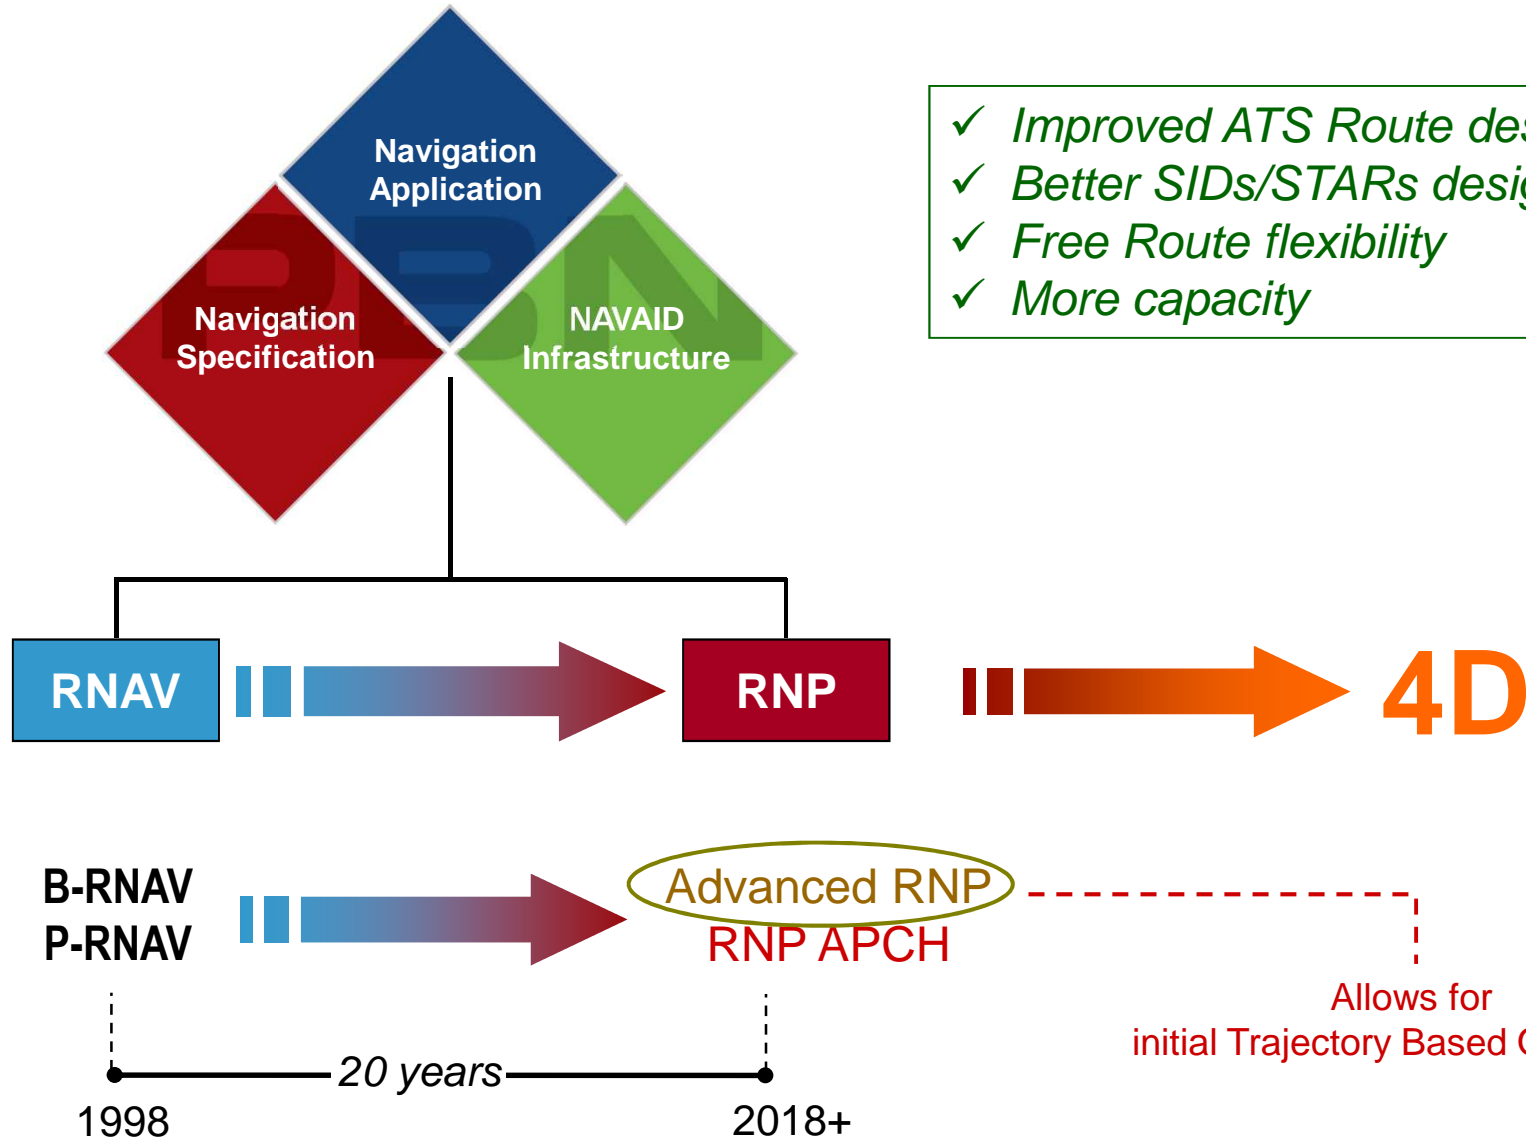 Navigation
Application
Navigation
Specification
NAVAID
Infrastructure
PBN
✓ Improved ATS Route
✓ Better SIDs/STARs
✓ Free Route flexibility
✓ More capacity
RNAV
RNP
4D
B-RNAV
P-RNAV
Advanced RNP
RNP APCH
Allows for
initial Trajectory Based
20 years
1998
2018+